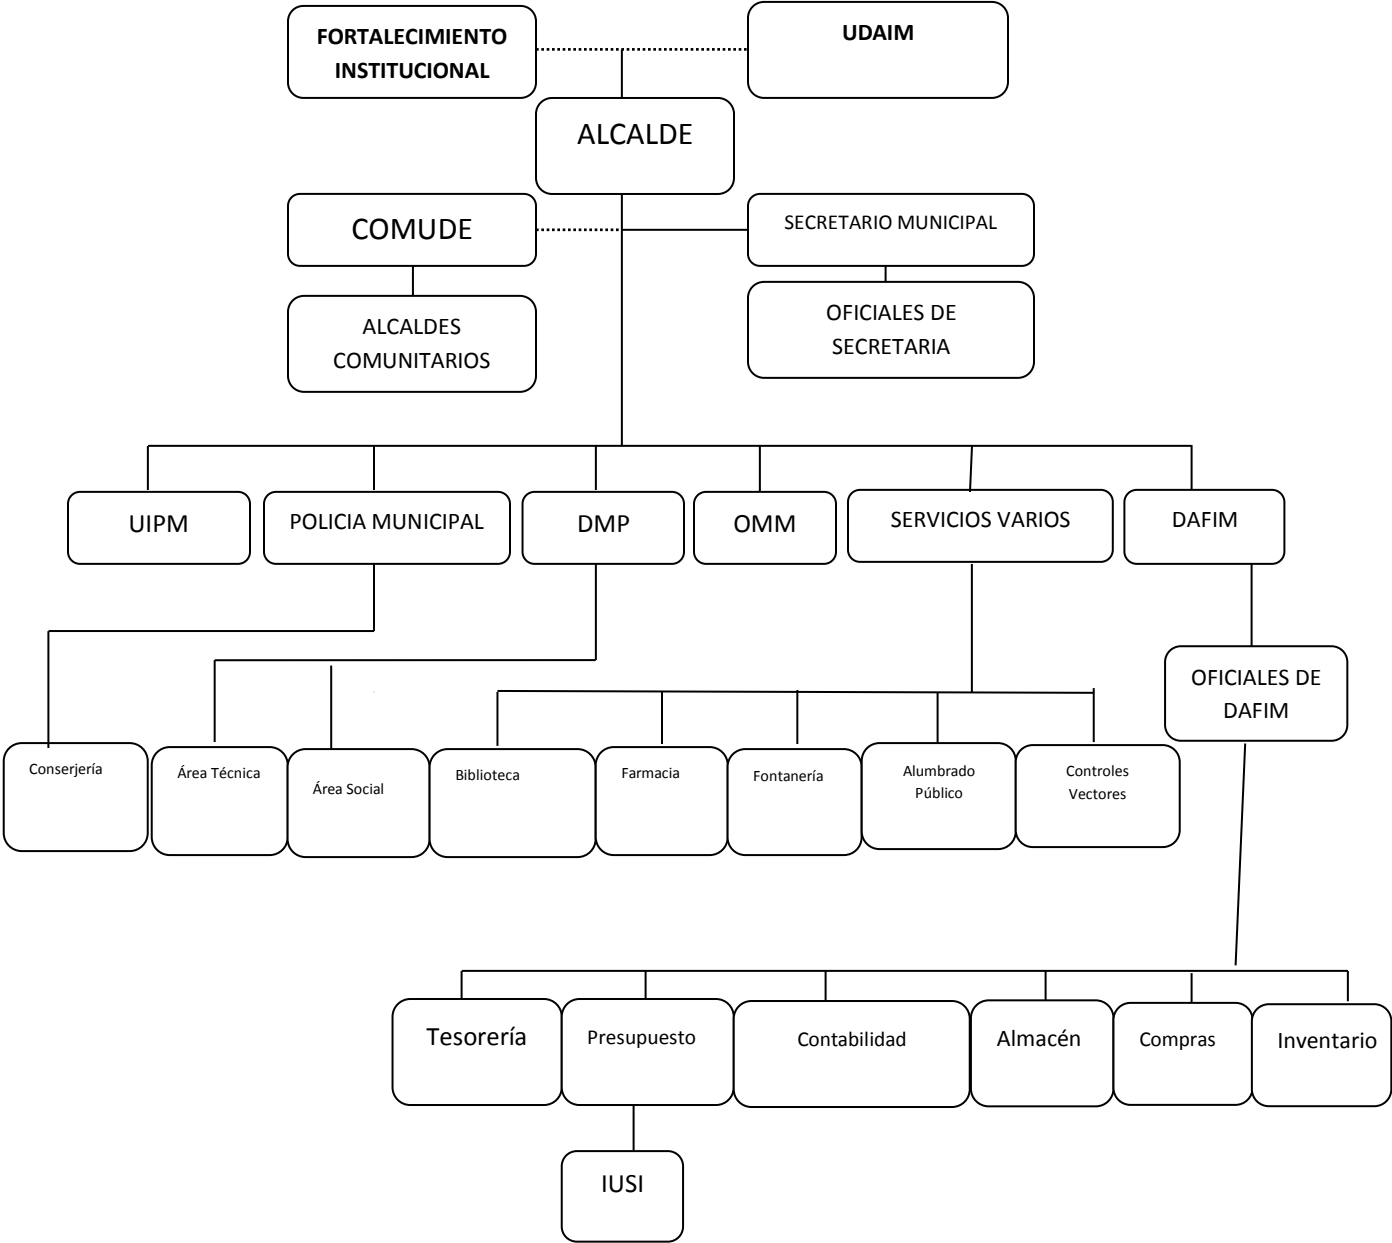 FORTALECIMIENTO
INSTITUCIONAL
UDAIM
ALCALDE
COMUDE
SECRETARIO MUNICIPAL
ALCALDES
COMUNITARIOS
OFICIALES DE
SECRETARIA
UIPM
POLICIA MUNICIPAL
DMP
OMM
SERVICIOS VARIOS
DAFIM
OFICIALES DE
DAFIM
Conserjería
Área Técnica
Área Social
Biblioteca
Farmacia
Fontanería
Alumbrado
Público
Controles
Vectores
Tesorería
Presupuesto
Contabilidad
Almacén
Compras
Inventario
IUSI